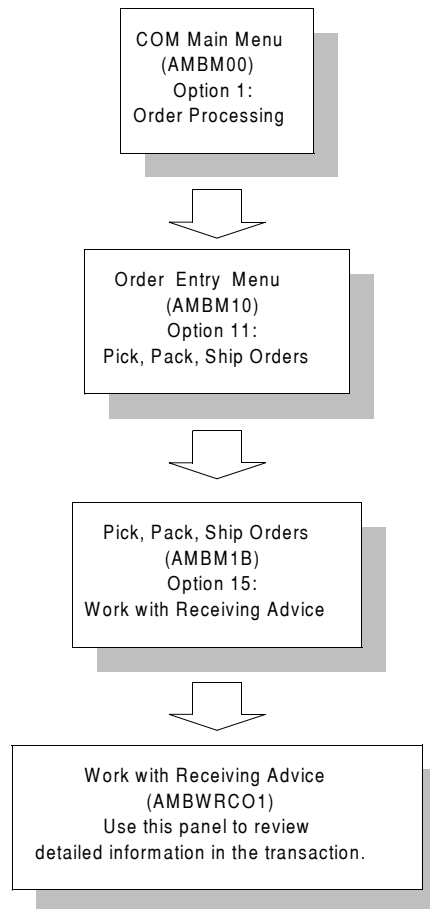 COM Main Menu
(AMBM00)
Option 1:
Order Processing
Order Entry Menu
(AMBM10)
Option 11:
Pick, Pack, Ship Orders
Pick, Pack, Ship Orders
(AMBM1B)
Option 15:
Work with Receiving Advice
Work with Receiving Advice
(AMBWRCO1)
Use this panel to review
detailed information in the transaction.